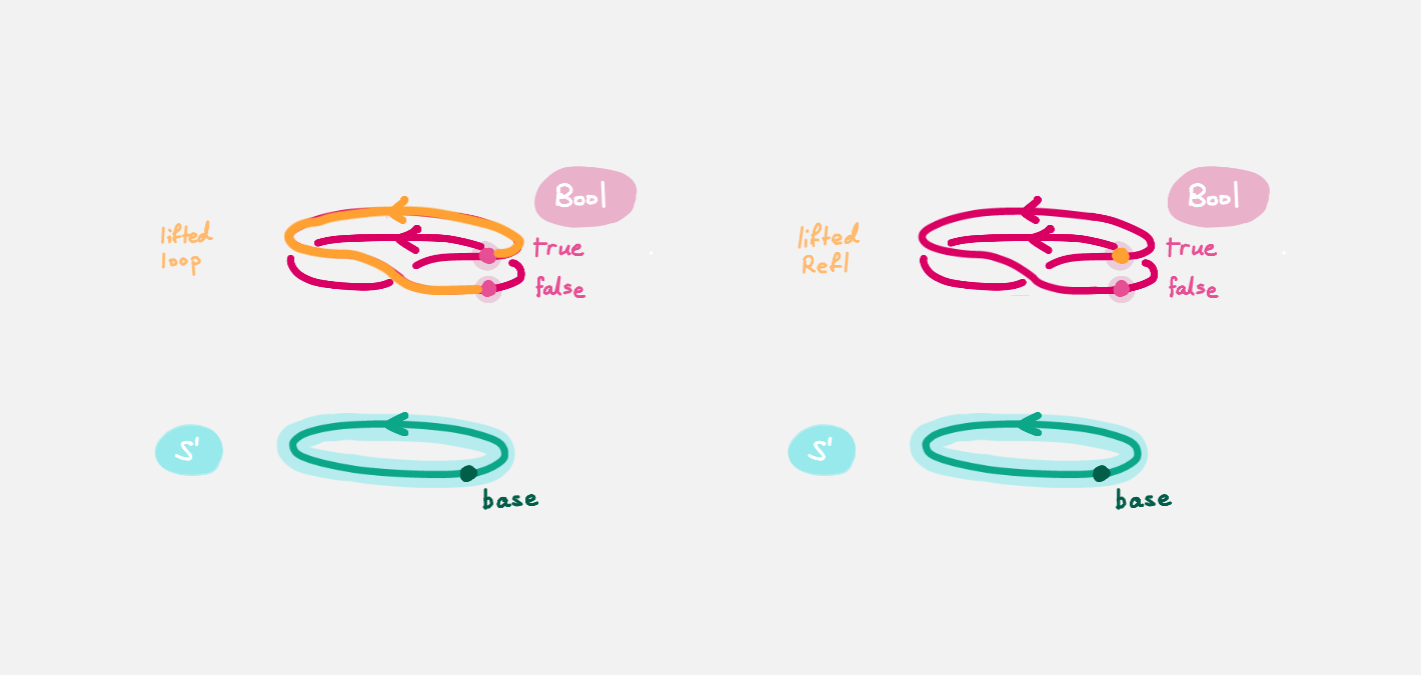 Bool
lifted
loop
true
false
S¹
base
Bool
lifted
Refl
true
false
S¹
base